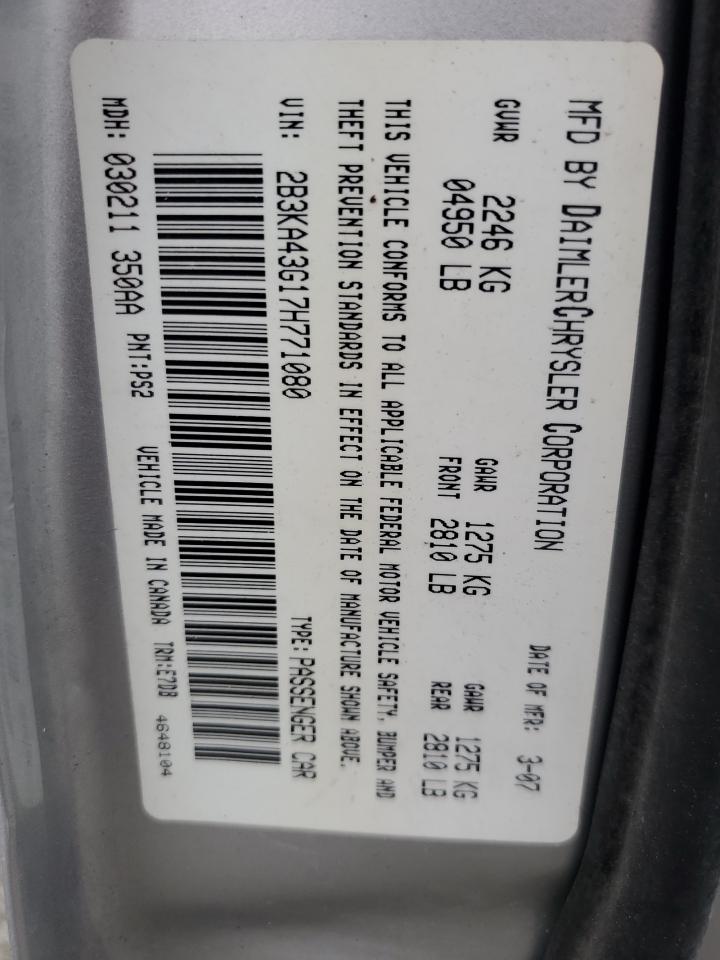 MFD BY DAIMLERCHRYSLER CORPORATION DATE OF MFR: 3-07
GVWR 2246 KG GAWR 1275 KG GAWR 1275 KG
04950 LB FRONT 2810 LB REAR 2810 LB
THIS VEHICLE CONFORMS TO ALL APPLICABLE FEDERAL MOTOR VEHICLE SAFETY, BUMPER AND
THEFT PREVENTION STANDARDS IN EFFECT ON THE DATE OF MANUFACTURE SHOWN ABOVE.
VIN: 2B3KA43G17H771080 TYPE: PASSENGER CAR
MDH: 030211 350AA PNT:PS2 VEHICLE MADE IN CANADA TRM:E7DB 4648104